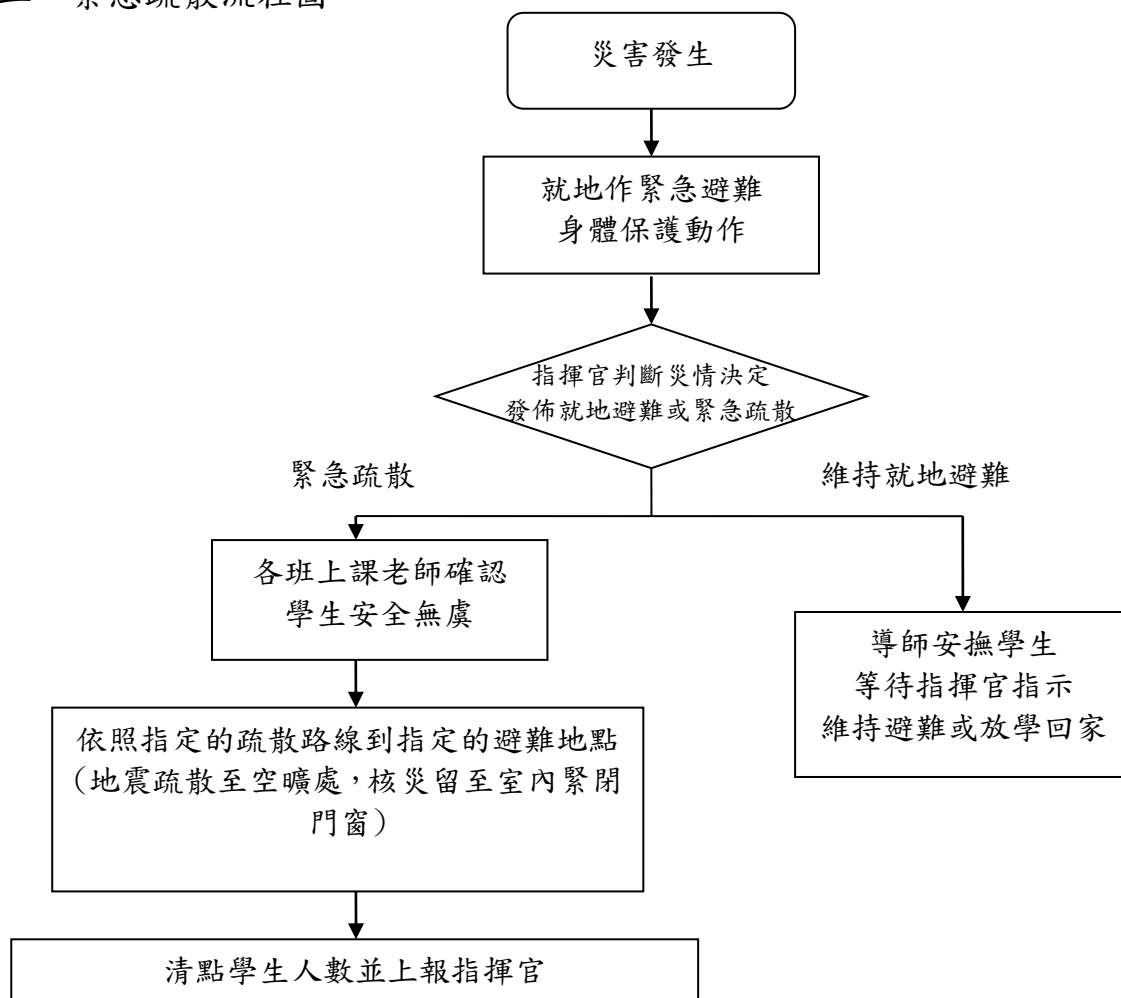 緊急疏散流程圖
災害發生
就地作緊急避難
身體保護動作
指揮官判斷災情決定
發佈就地避難或緊急疏散
緊急疏散
維持就地避難
各班上課老師確認
學生安全無虞
導師安撫學生
等待指揮官指示
維持避難或放學回家
依照指定的疏散路線到指定的避難地點
(地震疏散至空曠處,核災留至室內緊閉
門窗)
清點學生人數並上報指揮官